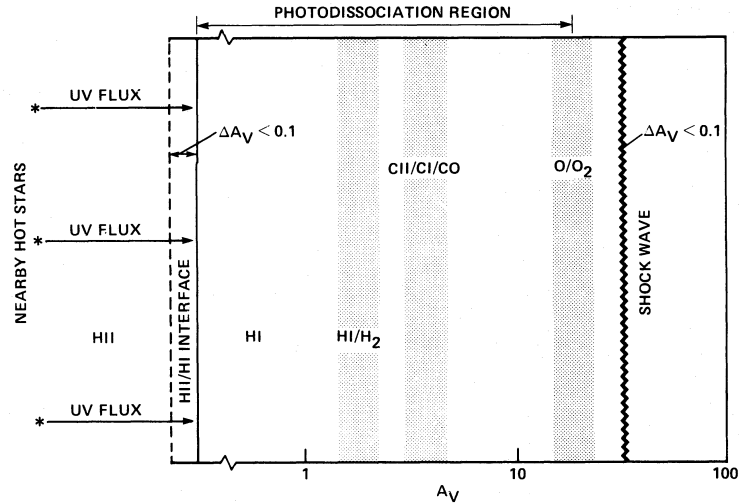 PHOTODISSOCIATION REGION
UV FLUX
ΔA_V < 0.1
ΔA_V < 0.1
CII/CI/CO
O/O₂
UV FLUX
NEARBY HOT STARS
HII/HI INTERFACE
SHOCK WAVE
HII
HI
HI/H₂
UV FLUX
1
10
100
A_V